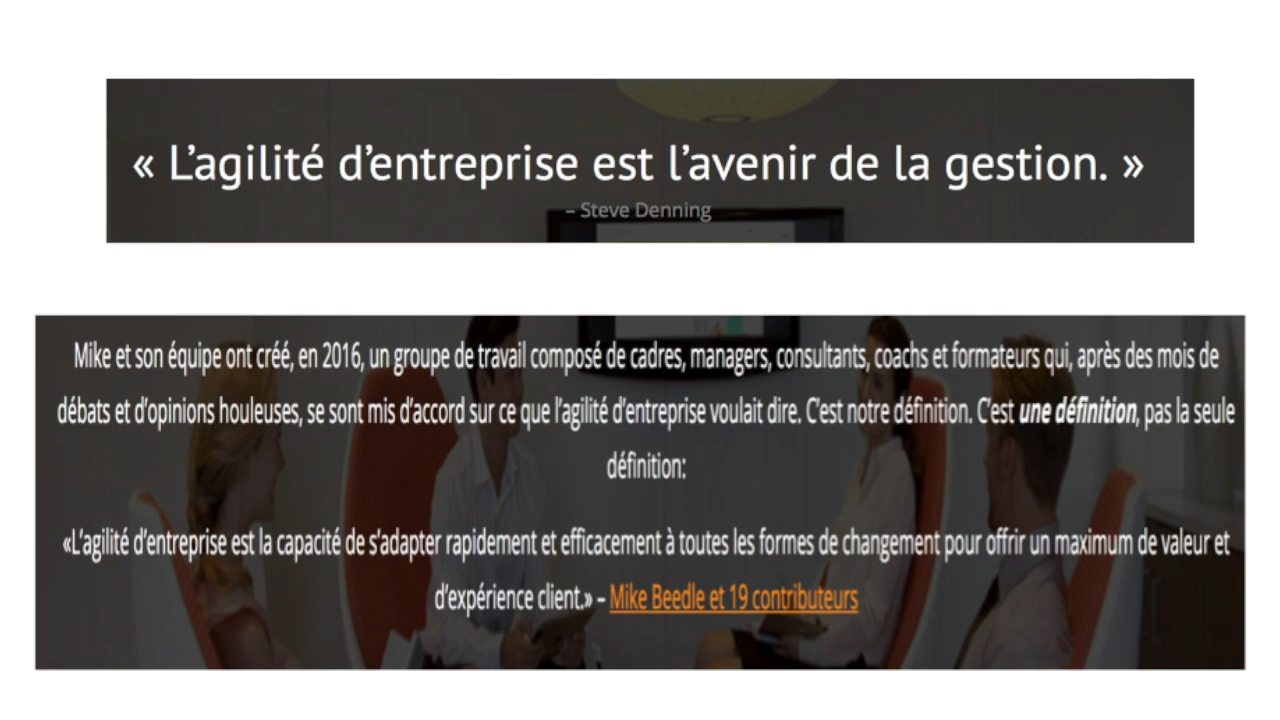 « L’agilité d’entreprise est l’avenir de la gestion. »
– Steve Denning
Mike et son équipe ont créé, en 2016, un groupe de travail composé de cadres, managers, consultants, coachs et formateurs qui, après des mois de
débats et d’opinions houleuses, se sont mis d’accord sur ce que l’agilité d’entreprise voulait dire. C’est notre définition. C’est une définition, pas la seule
définition:
«L’agilité d’entreprise est la capacité de s’adapter rapidement et efficacement à toutes les formes de changement pour offrir un maximum de valeur et
d’expérience client.» – Mike Beedle et 19 contributeurs